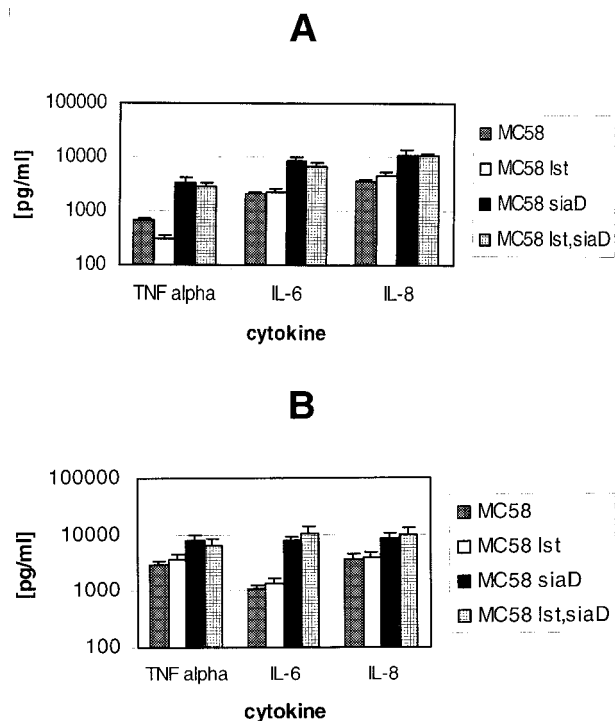 A
100000
10000
1000
100
[pg/ml]
TNF alpha IL-6 IL-8
cytokine
MC58
MC58 lst
MC58 siaD
MC58 lst,siaD
B
100000
10000
1000
100
[pg/ml]
TNF alpha IL-6 IL-8
cytokine
MC58
MC58 lst
MC58 siaD
MC58 lst,siaD